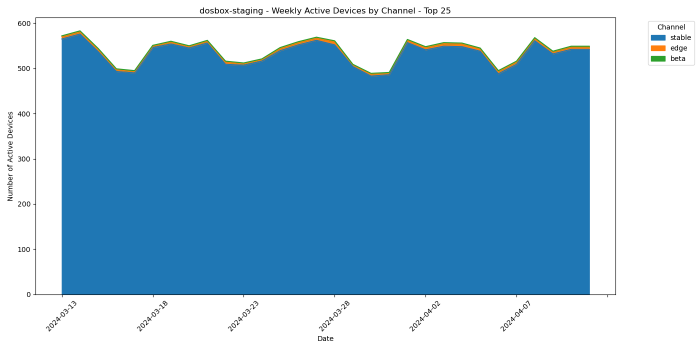 dosbox-staging - Weekly Active Devices by Channel - Top 25
Channel
stable
edge
beta
Number of Active Devices
600
500
400
300
200
100
0
2024-03-13
2024-03-18
2024-03-23
2024-03-28
2024-04-02
2024-04-07
Date